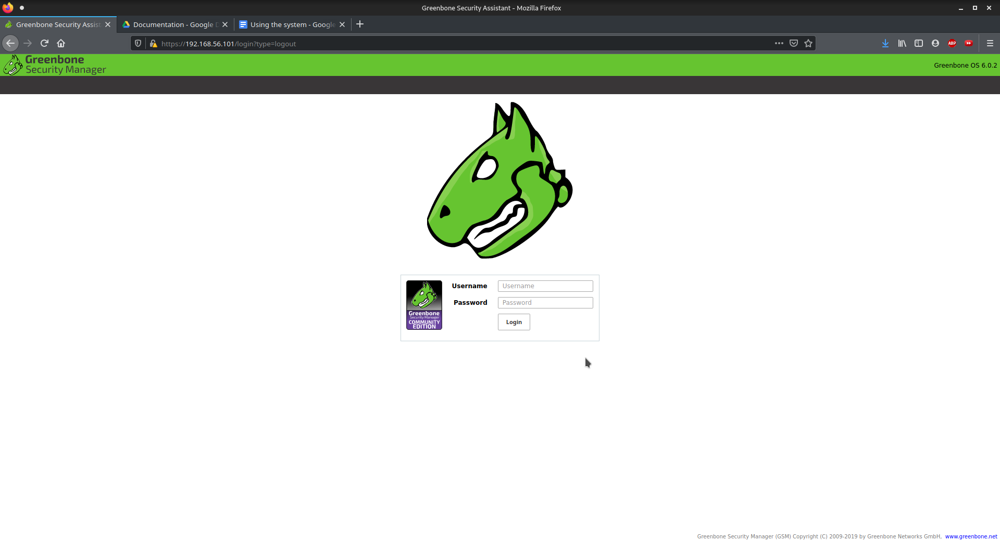 Greenbone Security Assistant - Mozilla Firefox
Greenbone Security Assist
Documentation - Google D
Using the system - Google
https://192.168.56.101/login?type=logout
ABP
Greenbone
Security Manager
Greenbone OS 6.0.2
Username
Username
Password
Password
Login
Greenbone
Security Manager
COMMUNITY
EDITION
Greenbone Security Manager (GSM) Copyright (C) 2009-2019 by Greenbone Networks GmbH, www.greenbone.net